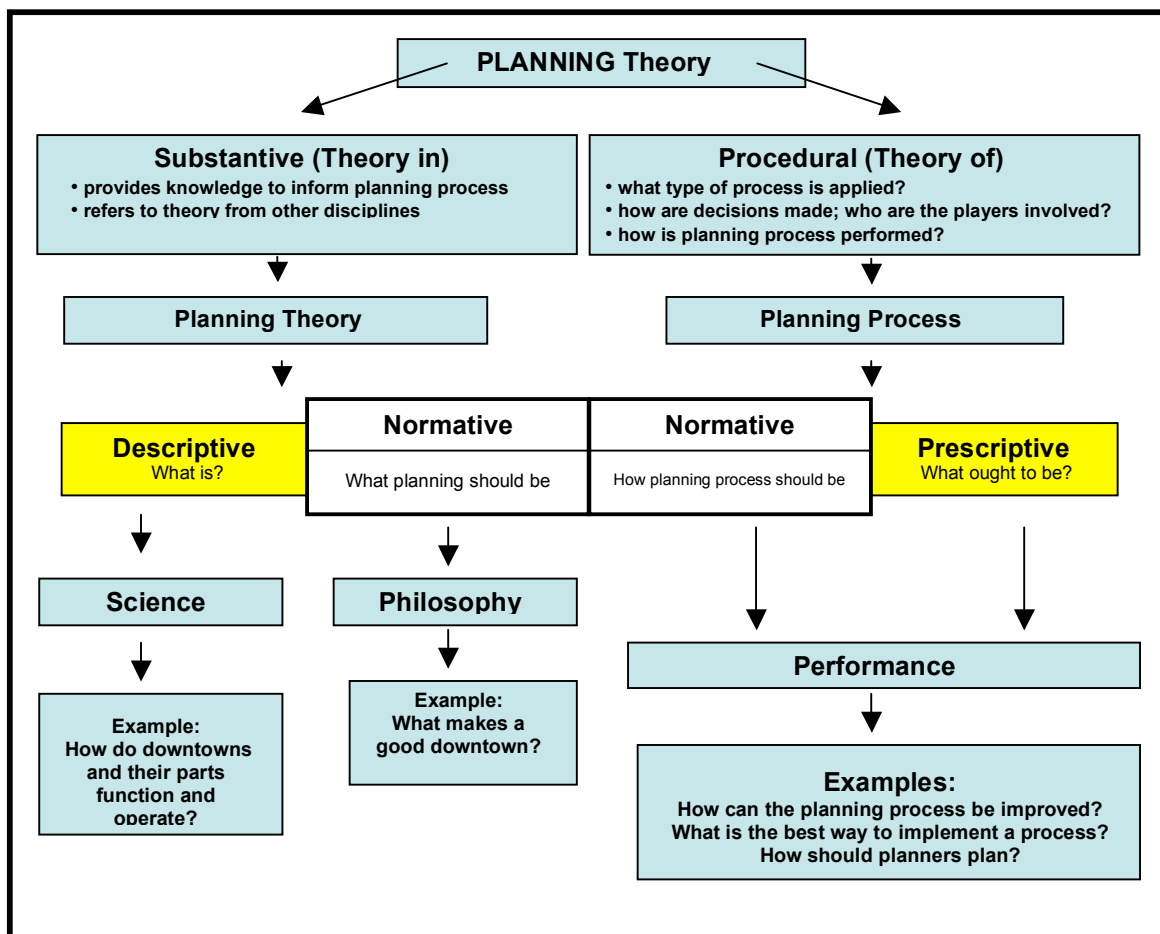 PLANNING Theory
Substantive (Theory in)
• provides knowledge to inform planning process
• refers to theory from other disciplines
Procedural (Theory of)
• what type of process is applied?
• how are decisions made; who are the players involved?
• how is planning process performed?
Planning Theory
Planning Process
Descriptive
What is?
Normative
What planning should be
Normative
How planning process should be
Prescriptive
What ought to be?
Science
Philosophy
Performance
Example:
How do downtowns
and their parts
function and
operate?
Example:
What makes a
good downtown?
Examples:
How can the planning process be improved?
What is the best way to implement a process?
How should planners plan?